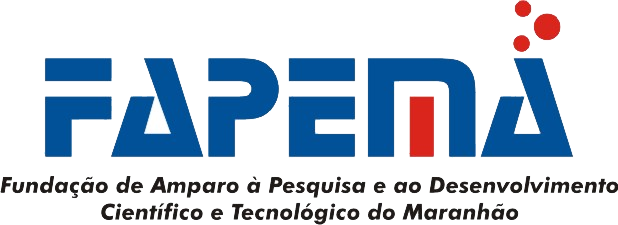 FAPEMA
Fundação de Amparo à Pesquisa e ao Desenvolvimento
Científico e Tecnológico do Maranhão